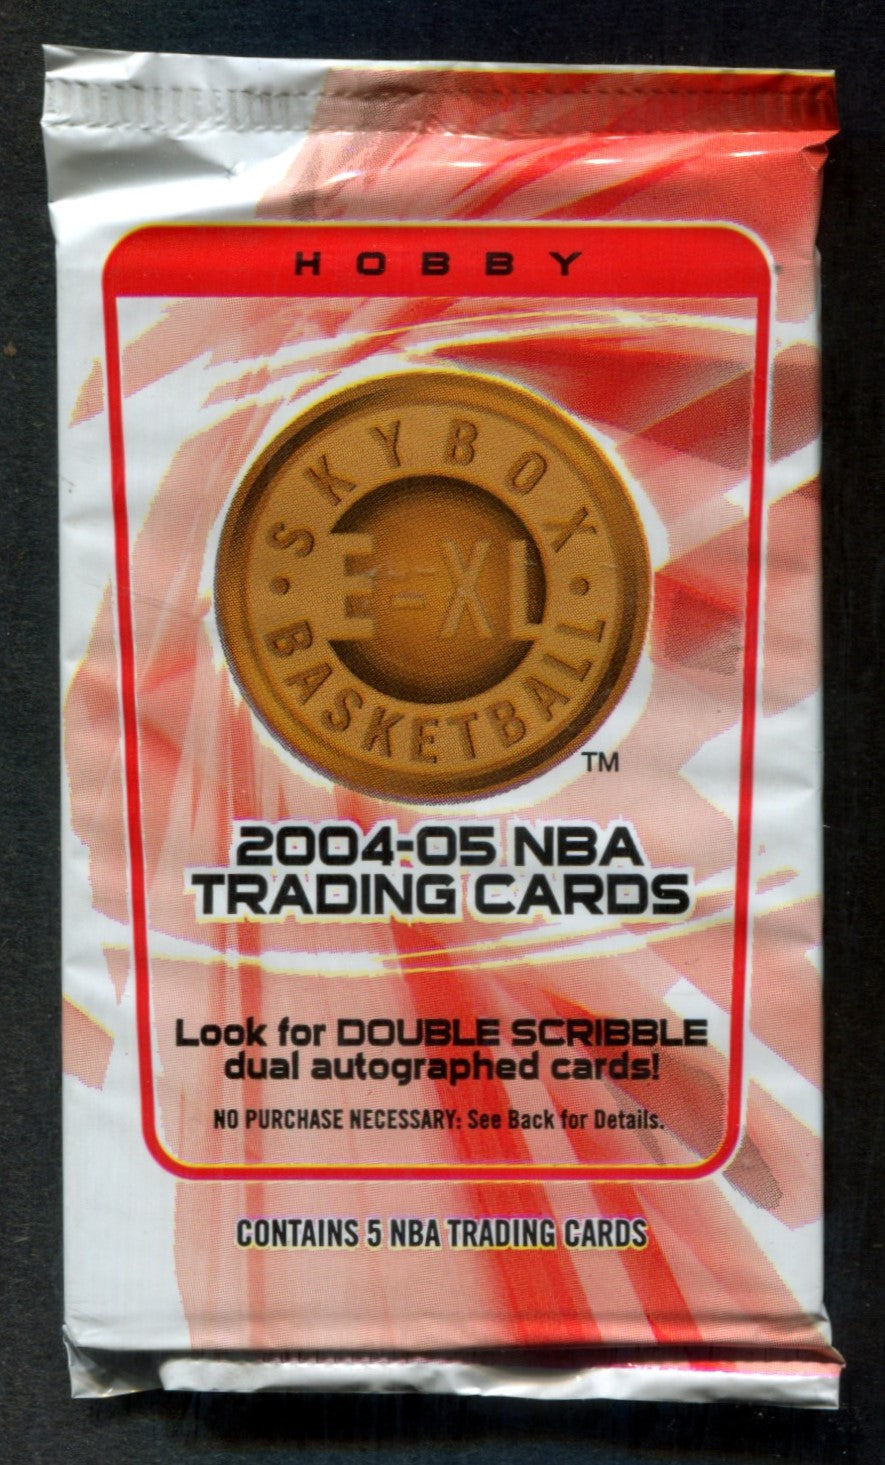 HOBBY
SKYBOX
E-XL
BASKETBALL
TM
2004-05 NBA
TRADING CARDS
Look for DOUBLE SCRIBBLE
dual autographed cards!
NO PURCHASE NECESSARY: See Back for Details.
CONTAINS 5 NBA TRADING CARDS